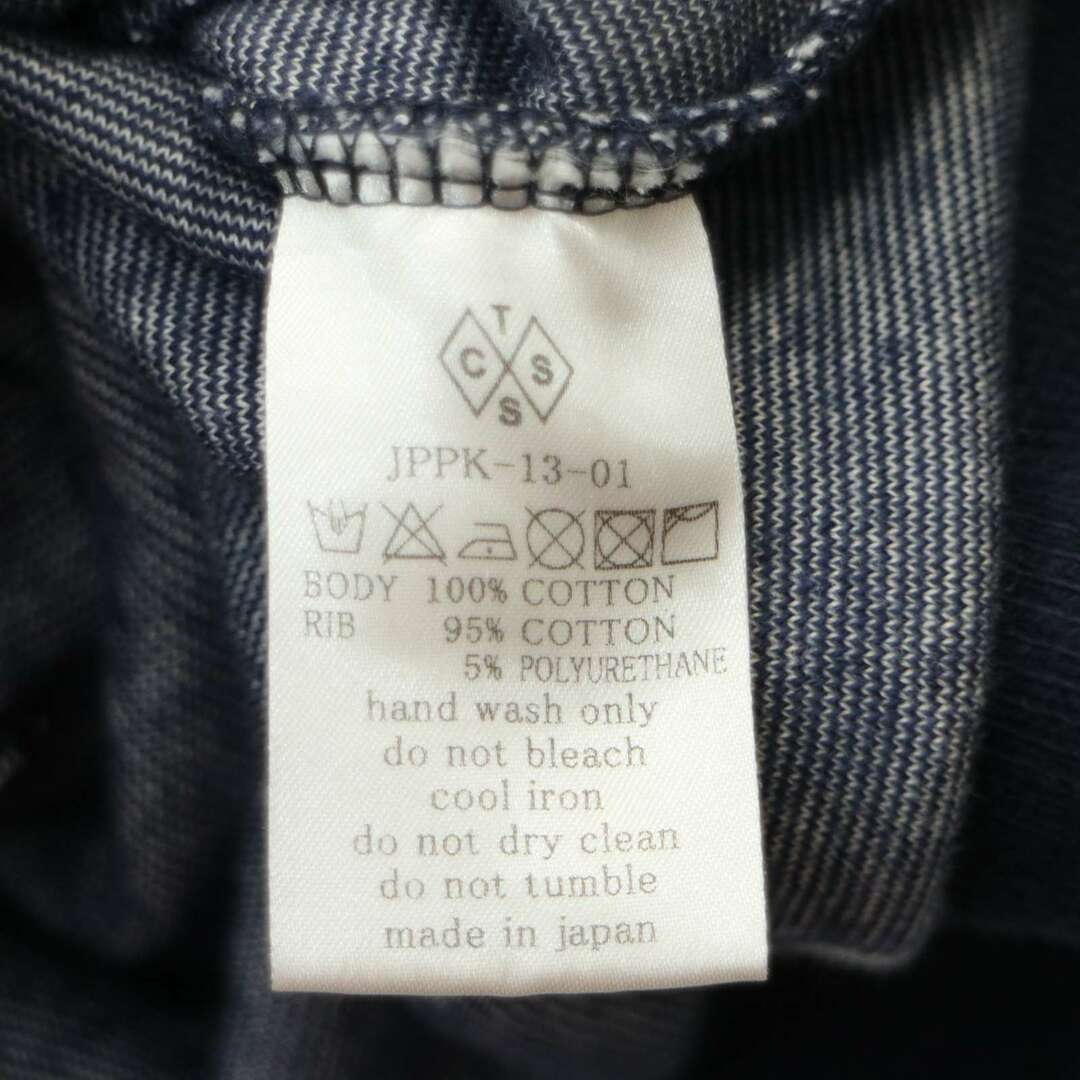 T
C S
S
JPPK-13-01
BODY 100% COTTON
RIB 95% COTTON
5% POLYURETHANE
hand wash only
do not bleach
cool iron
do not dry clean
do not tumble
made in japan